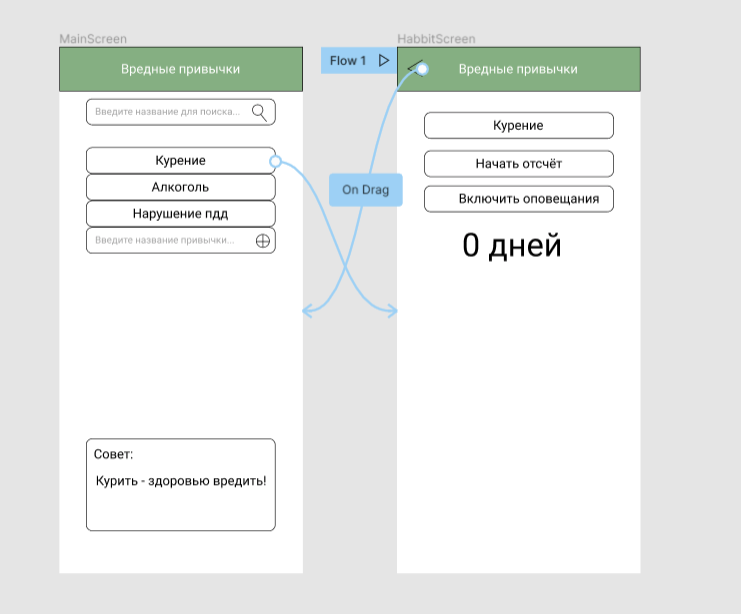 MainScreen
Вредные привычки
Введите название для поиска...
Курение
Алкоголь
Нарушение пдд
Введите название привычки...
Совет:
Курить - здоровью вредить!
Flow 1
On Drag
HabbitScreen
Вредные привычки
Курение
Начать отсчёт
Включить оповещания
0 дней